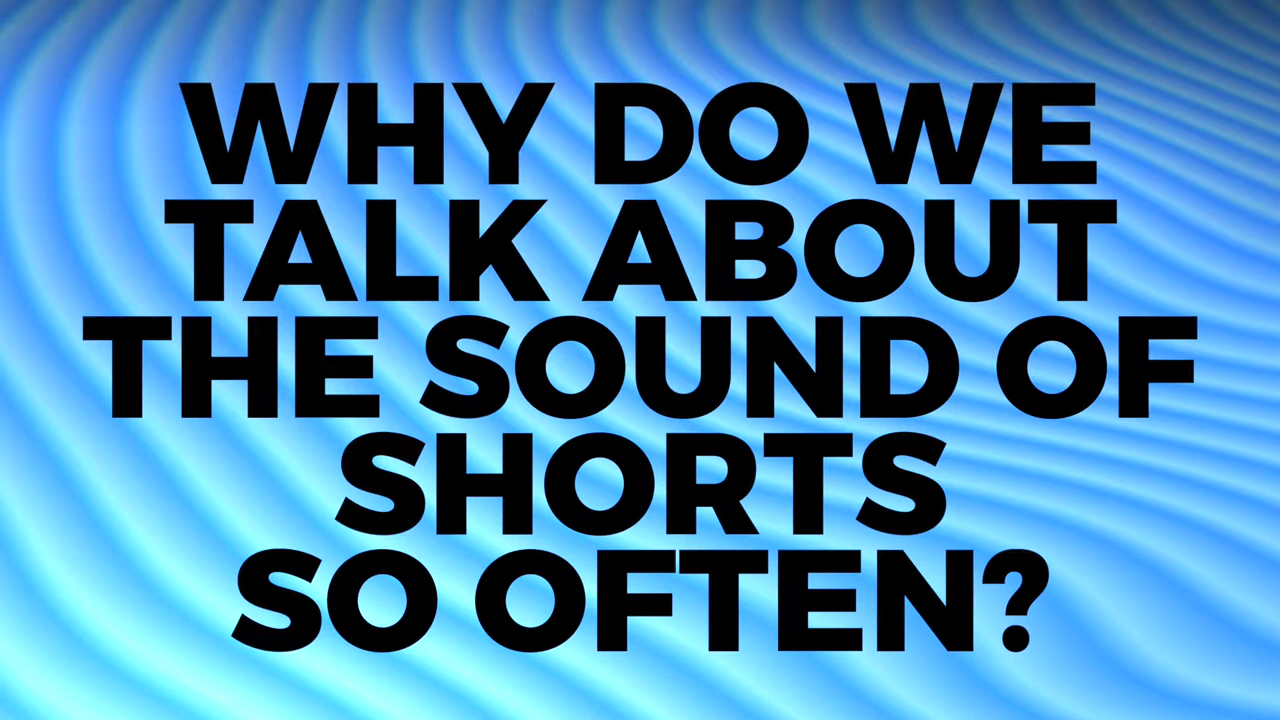 WHY DO WE
TALK ABOUT
THE SOUND OF
SHORTS
SO OFTEN?